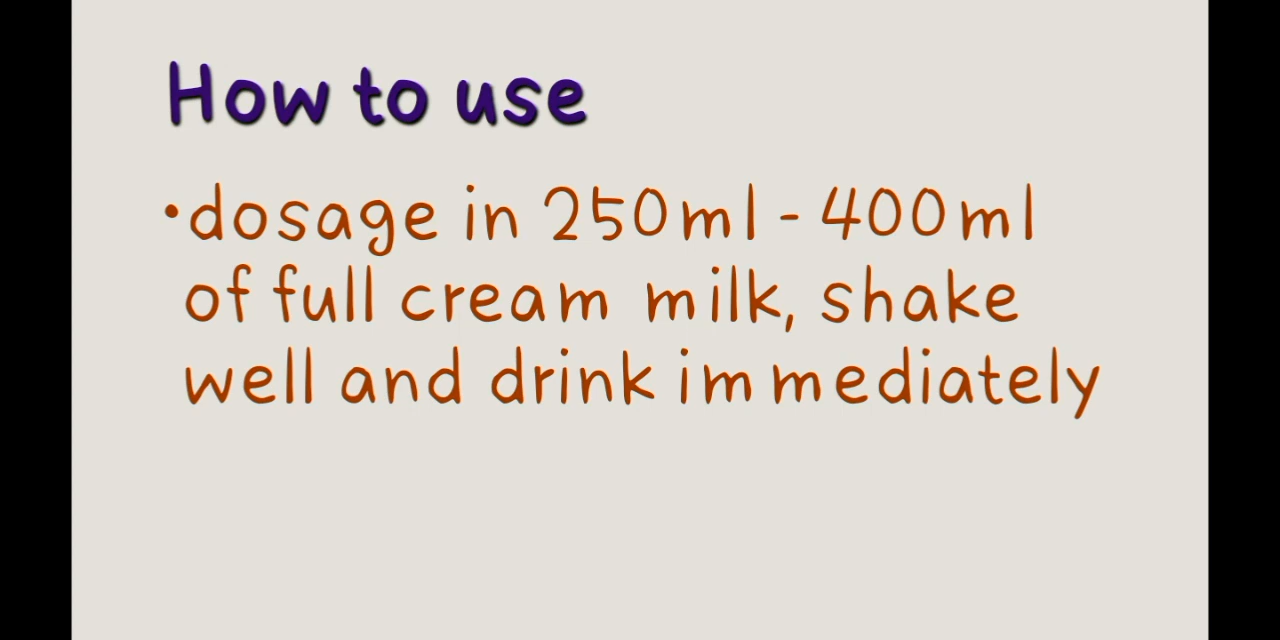 How to use
•dosage in 250ml - 400ml
of full cream milk, shake
well and drink immediately